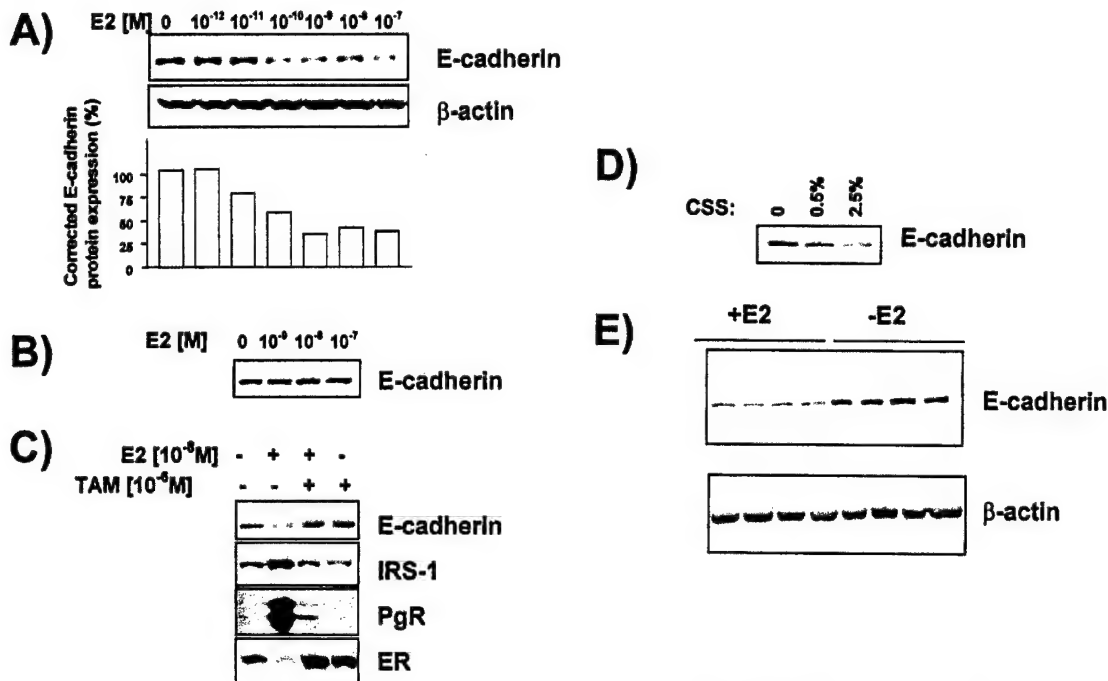 A)
E2 [M] 0 10⁻¹² 10⁻¹¹ 10⁻¹⁰ 10⁻⁹ 10⁻⁸ 10⁻⁷
E-cadherin
β-actin
Corrected E-cadherin
protein expression (%)
100
75
50
25
0
B)
E2 [M] 0 10⁻⁹ 10⁻⁸ 10⁻⁷
E-cadherin
C)
E2 [10⁻⁸M] - + + -
TAM [10⁻⁶M] - - + +
E-cadherin
IRS-1
PgR
ER
D)
CSS: 0 0.5% 2.5%
E-cadherin
E)
+E2 -E2
E-cadherin
β-actin